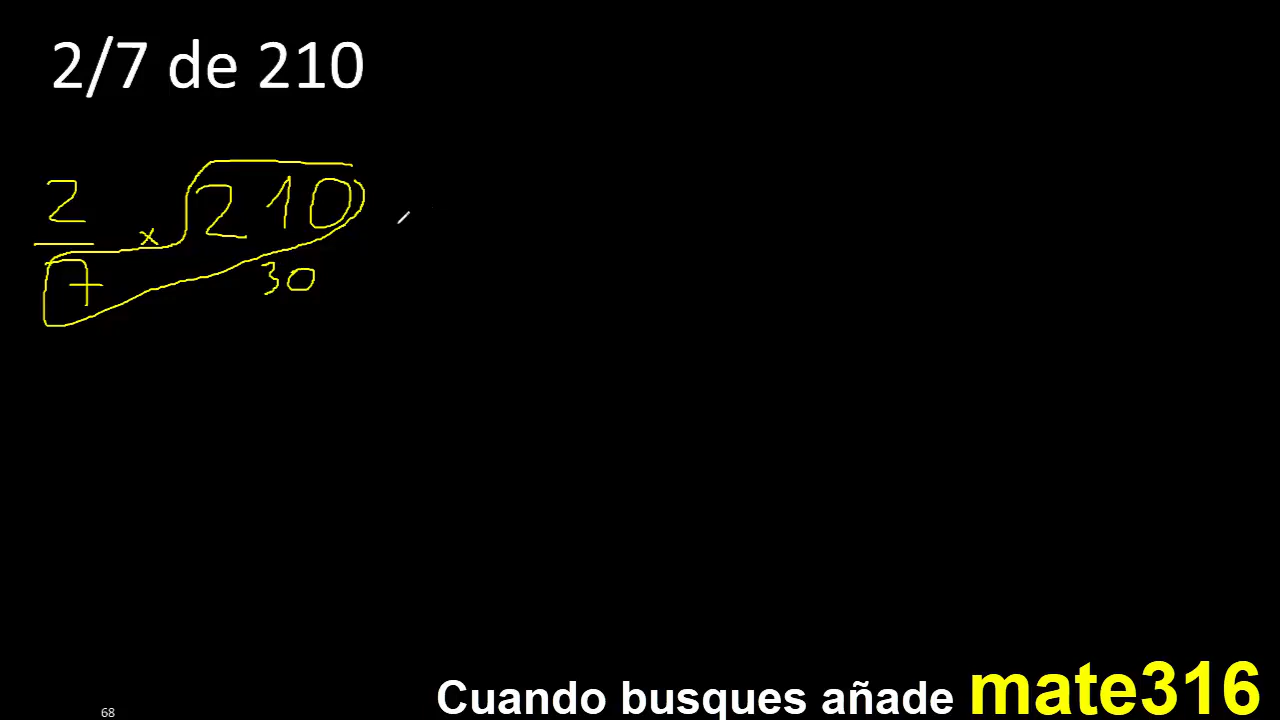 2/7 de 210
2 x 210
7
30
Cuando busques añade mate316
68